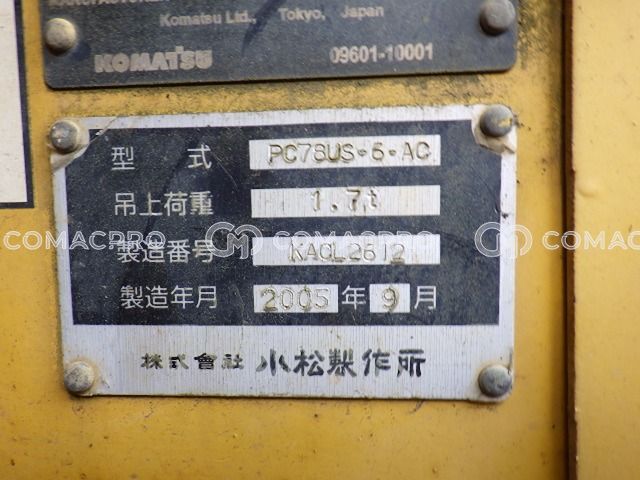 Komatsu Ltd., Tokyo, Japan
KOMATSU 09601-10001
型 式 PC78US-6-AC
吊上荷重 1.7t
COMACPRO COMACPRO COMACPRO
製造番号 KACL2612
製造年月 2005年9月
株式會社 小松製作所